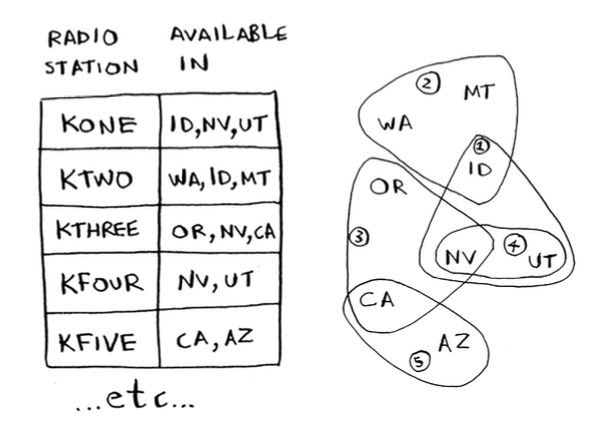 RADIO STATION AVAILABLE IN
KONE ID,NV,UT
KTWO WA,ID,MT
KTHREE OR,NV,CA
KFOUR NV,UT
KFIVE CA,AZ
...etc...
2 MT
WA
1
ID
OR
3 4
NV UT
CA
AZ
5